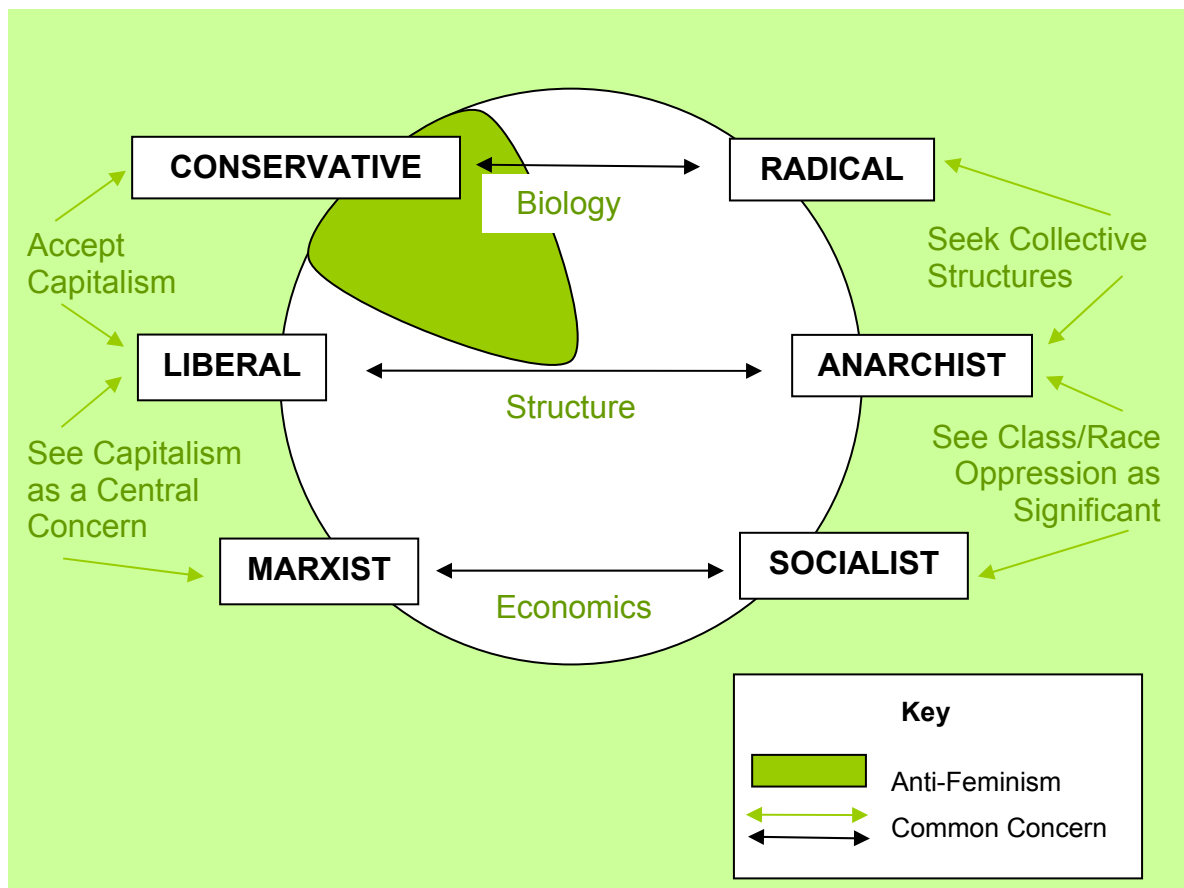 CONSERVATIVE
RADICAL
Biology
Accept
Capitalism
Seek Collective
Structures
LIBERAL
ANARCHIST
Structure
See Capitalism
as a Central
Concern
See Class/Race
Oppression as
Significant
MARXIST
SOCIALIST
Economics
Key
Anti-Feminism
Common Concern